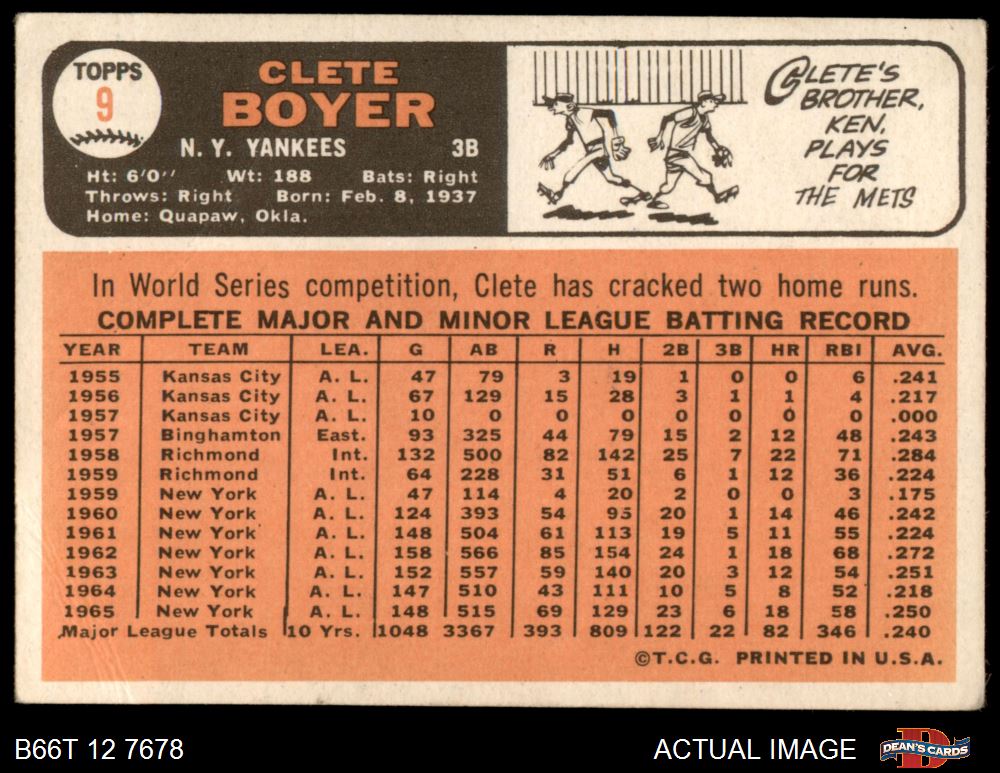 TOPPS
9
CLETE
BOYER
N. Y. YANKEES 3B
Ht: 6'0" Wt: 188 Bats: Right
Throws: Right Born: Feb. 8, 1937
Home: Quapaw, Okla.
CLETE'S
BROTHER,
KEN,
PLAYS
FOR
THE METS
In World Series competition, Clete has cracked two home runs.
COMPLETE MAJOR AND MINOR LEAGUE BATTING RECORD
YEAR TEAM LEA. G AB R H 2B 3B HR RBI AVG.
1955 Kansas City A. L. 47 79 3 19 1 0 0 6 .241
1956 Kansas City A. L. 67 129 15 28 3 1 1 4 .217
1957 Kansas City A. L. 10 0 0 0 0 0 0 0 .000
1957 Binghamton East. 93 325 44 79 15 2 12 48 .243
1958 Richmond Int. 132 500 82 142 25 7 22 71 .284
1959 Richmond Int. 64 228 31 51 6 1 12 36 .224
1959 New York A. L. 47 114 4 20 2 0 0 3 .175
1960 New York A. L. 124 393 54 95 20 1 14 46 .242
1961 New York A. L. 148 504 61 113 19 5 11 55 .224
1962 New York A. L. 158 566 85 154 24 1 18 68 .272
1963 New York A. L. 152 557 59 140 20 3 12 54 .251
1964 New York A. L. 147 510 43 111 10 5 8 52 .218
1965 New York A. L. 148 515 69 129 23 6 18 58 .250
Major League Totals 10 Yrs. 1048 3367 393 809 122 22 82 346 .240
©T.C.G. PRINTED IN U.S.A.
B66T 12 7678 ACTUAL IMAGE DEAN'S CARDS